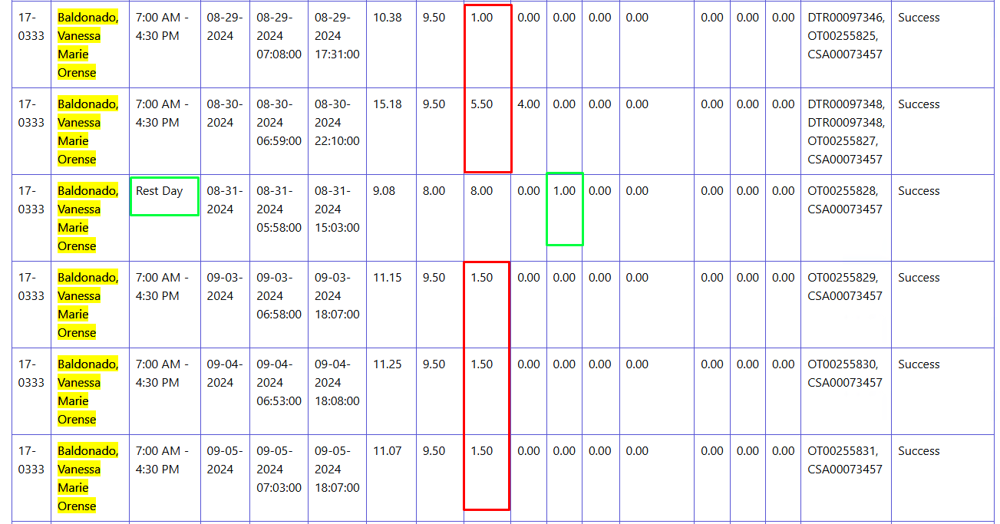 17- Baldonado, 7:00 AM - 08-29- 08-29- 08-29- 10.38 9.50 1.00 0.00 0.00 0.00 0.00 0.00 0.00 0.00 DTR00097346, Success
0333 Vanessa 4:30 PM 2024 2024 2024 OT00255825,
Marie 07:08:00 17:31:00 CSA00073457
Orense
17- Baldonado, 7:00 AM - 08-30- 08-30- 08-30- 15.18 9.50 5.50 4.00 0.00 0.00 0.00 0.00 0.00 0.00 DTR00097348, Success
0333 Vanessa 4:30 PM 2024 2024 2024 DTR00097348,
Marie 06:59:00 22:10:00 OT00255827,
Orense CSA00073457
17- Baldonado, Rest Day 08-31- 08-31- 08-31- 9.08 8.00 8.00 0.00 1.00 0.00 0.00 0.00 0.00 0.00 OT00255828, Success
0333 Vanessa 2024 2024 2024 CSA00073457
Marie 05:58:00 15:03:00
Orense
17- Baldonado, 7:00 AM - 09-03- 09-03- 09-03- 11.15 9.50 1.50 0.00 0.00 0.00 0.00 0.00 0.00 0.00 OT00255829, Success
0333 Vanessa 4:30 PM 2024 2024 2024 CSA00073457
Marie 06:58:00 18:07:00
Orense
17- Baldonado, 7:00 AM - 09-04- 09-04- 09-04- 11.25 9.50 1.50 0.00 0.00 0.00 0.00 0.00 0.00 0.00 OT00255830, Success
0333 Vanessa 4:30 PM 2024 2024 2024 CSA00073457
Marie 06:53:00 18:08:00
Orense
17- Baldonado, 7:00 AM - 09-05- 09-05- 09-05- 11.07 9.50 1.50 0.00 0.00 0.00 0.00 0.00 0.00 0.00 OT00255831, Success
0333 Vanessa 4:30 PM 2024 2024 2024 CSA00073457
Marie 07:03:00 18:07:00
Orense